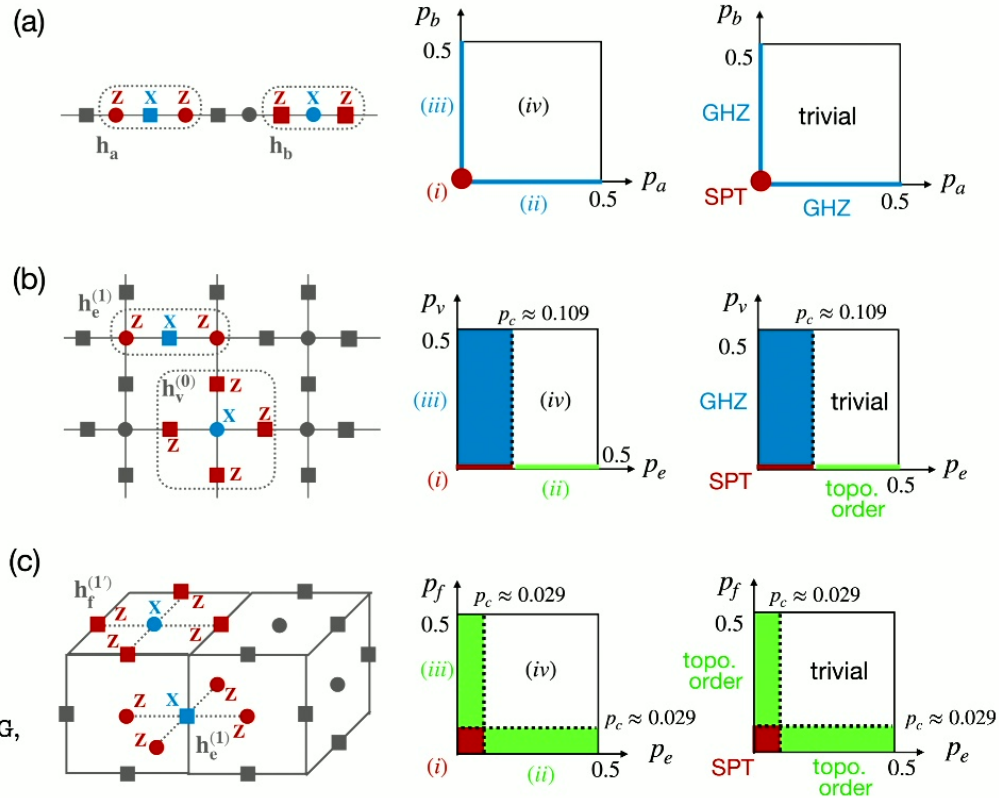 (a)
Z X Z
h_a
Z X Z
h_b
p_b
0.5
(iii)
(iv)
(i)
(ii)
0.5
p_a
p_b
0.5
GHZ
trivial
SPT
GHZ
0.5
p_a
(b)
h_e^(1)
Z X Z
h_v^(0)
Z
X
Z
Z
Z
p_v
p_c ≈ 0.109
0.5
(iii)
(iv)
0.5
(i)
(ii)
p_e
p_v
p_c ≈ 0.109
0.5
GHZ
trivial
SPT
topo.
order
0.5
p_e
(c)
h_f^(1′)
X
Z
Z
Z
Z
X
Z
Z
Z
Z
h_e^(1)
G,
p_f
p_c ≈ 0.029
0.5
(iii)
(iv)
p_c ≈ 0.029
(i)
(ii)
0.5
p_e
p_f
p_c ≈ 0.029
0.5
topo.
order
trivial
p_c ≈ 0.029
SPT
topo.
order
0.5
p_e